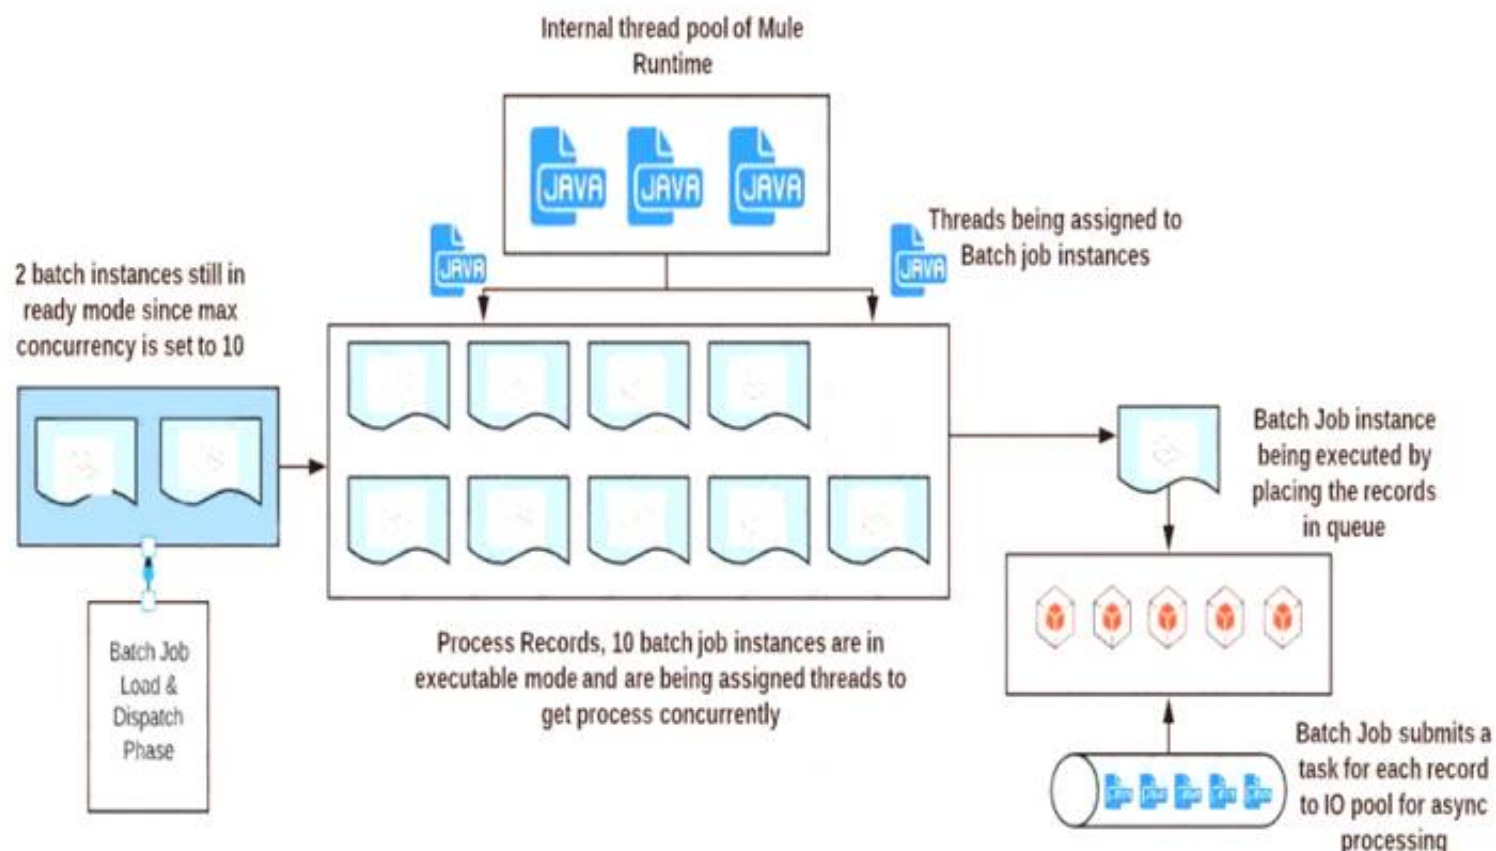 Internal thread pool of Mule
Runtime
JAVA
JAVA
JAVA
JAVA
JAVA
Threads being assigned to
Batch job instances
2 batch instances still in
ready mode since max
concurrency is set to 10
Batch Job instance
being executed by
placing the records
in queue
Batch Job
Load &
Dispatch
Phase
Process Records, 10 batch job instances are in
executable mode and are being assigned threads to
get process concurrently
Batch Job submits a
task for each record
to IO pool for async
processing